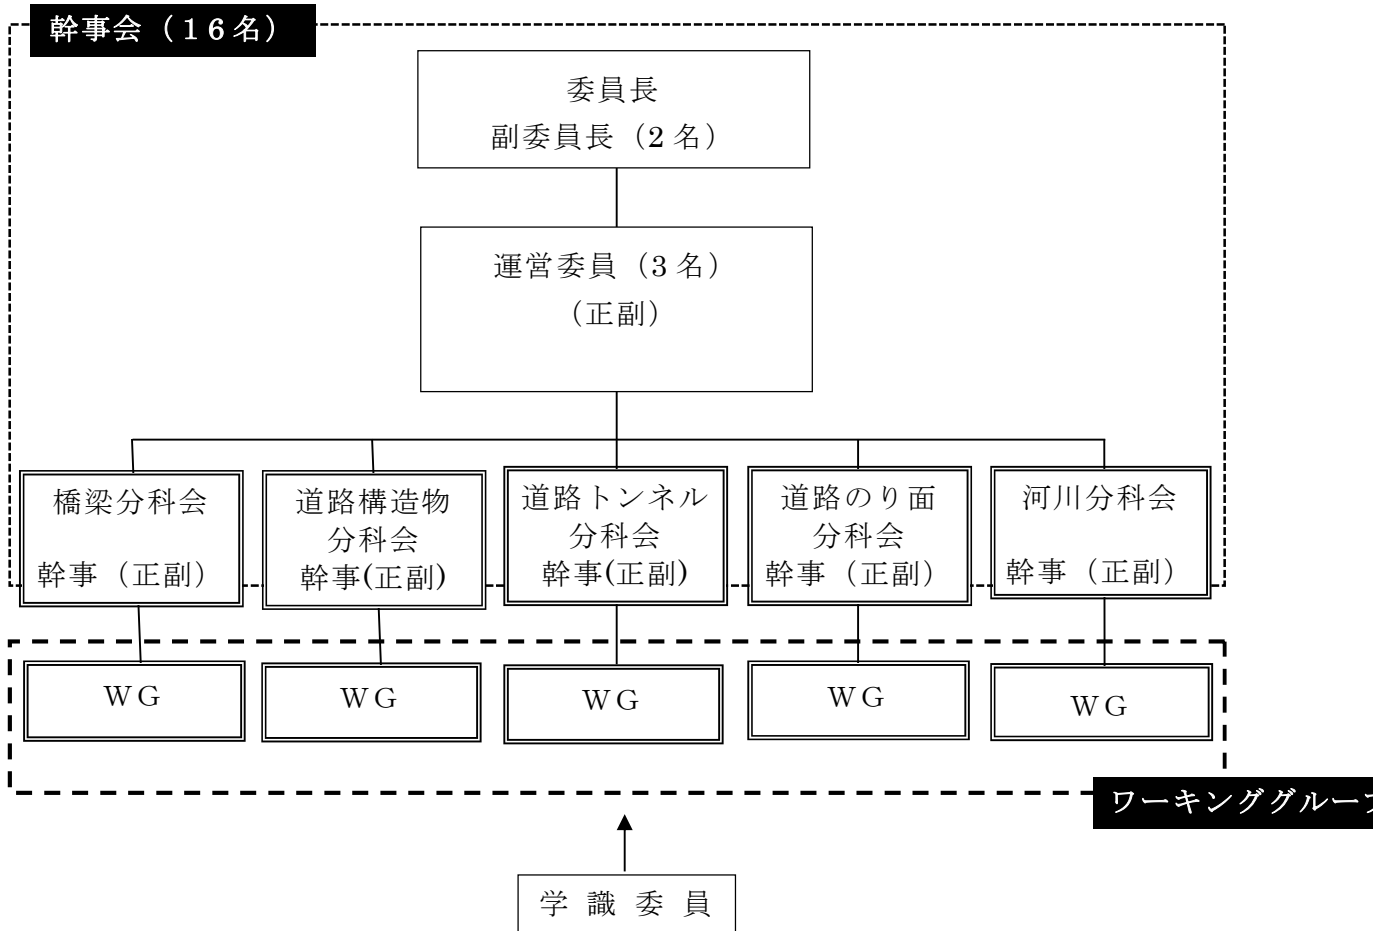 幹事会（１６名）
委員長
副委員長（2 名）
運営委員（3 名）
（正副）
橋梁分科会
幹事（正副）
道路構造物
分科会
幹事(正副)
道路トンネル
分科会
幹事(正副)
道路のり面
分科会
幹事（正副）
河川分科会
幹事（正副）
ＷＧ
ＷＧ
ＷＧ
ＷＧ
ＷＧ
ワーキンググループ
学 識 委 員